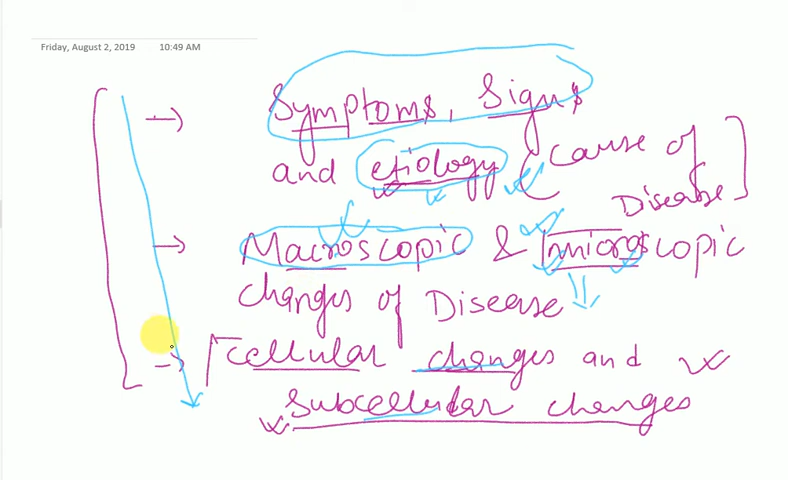 Friday, August 2, 2019 10:49 AM
→ Symptoms, Signs
and etiology (cause of
Disease]
→ Macroscopic & microscopic
changes of Disease
→ cellular changes and
subcellular changes